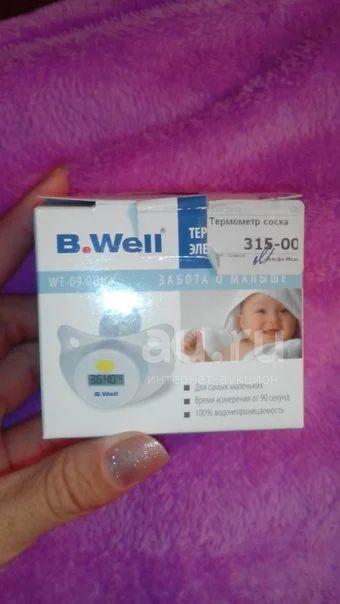 Термометр соска
315-00
B.Well
WT-09 QUICK
ЗАБОТА О МАЛЫШЕ
au.ru
интернет-аукцион
36.40
B.Well
Для самых маленьких
Время измерения от 90 секунд
100% водонепроницаемость